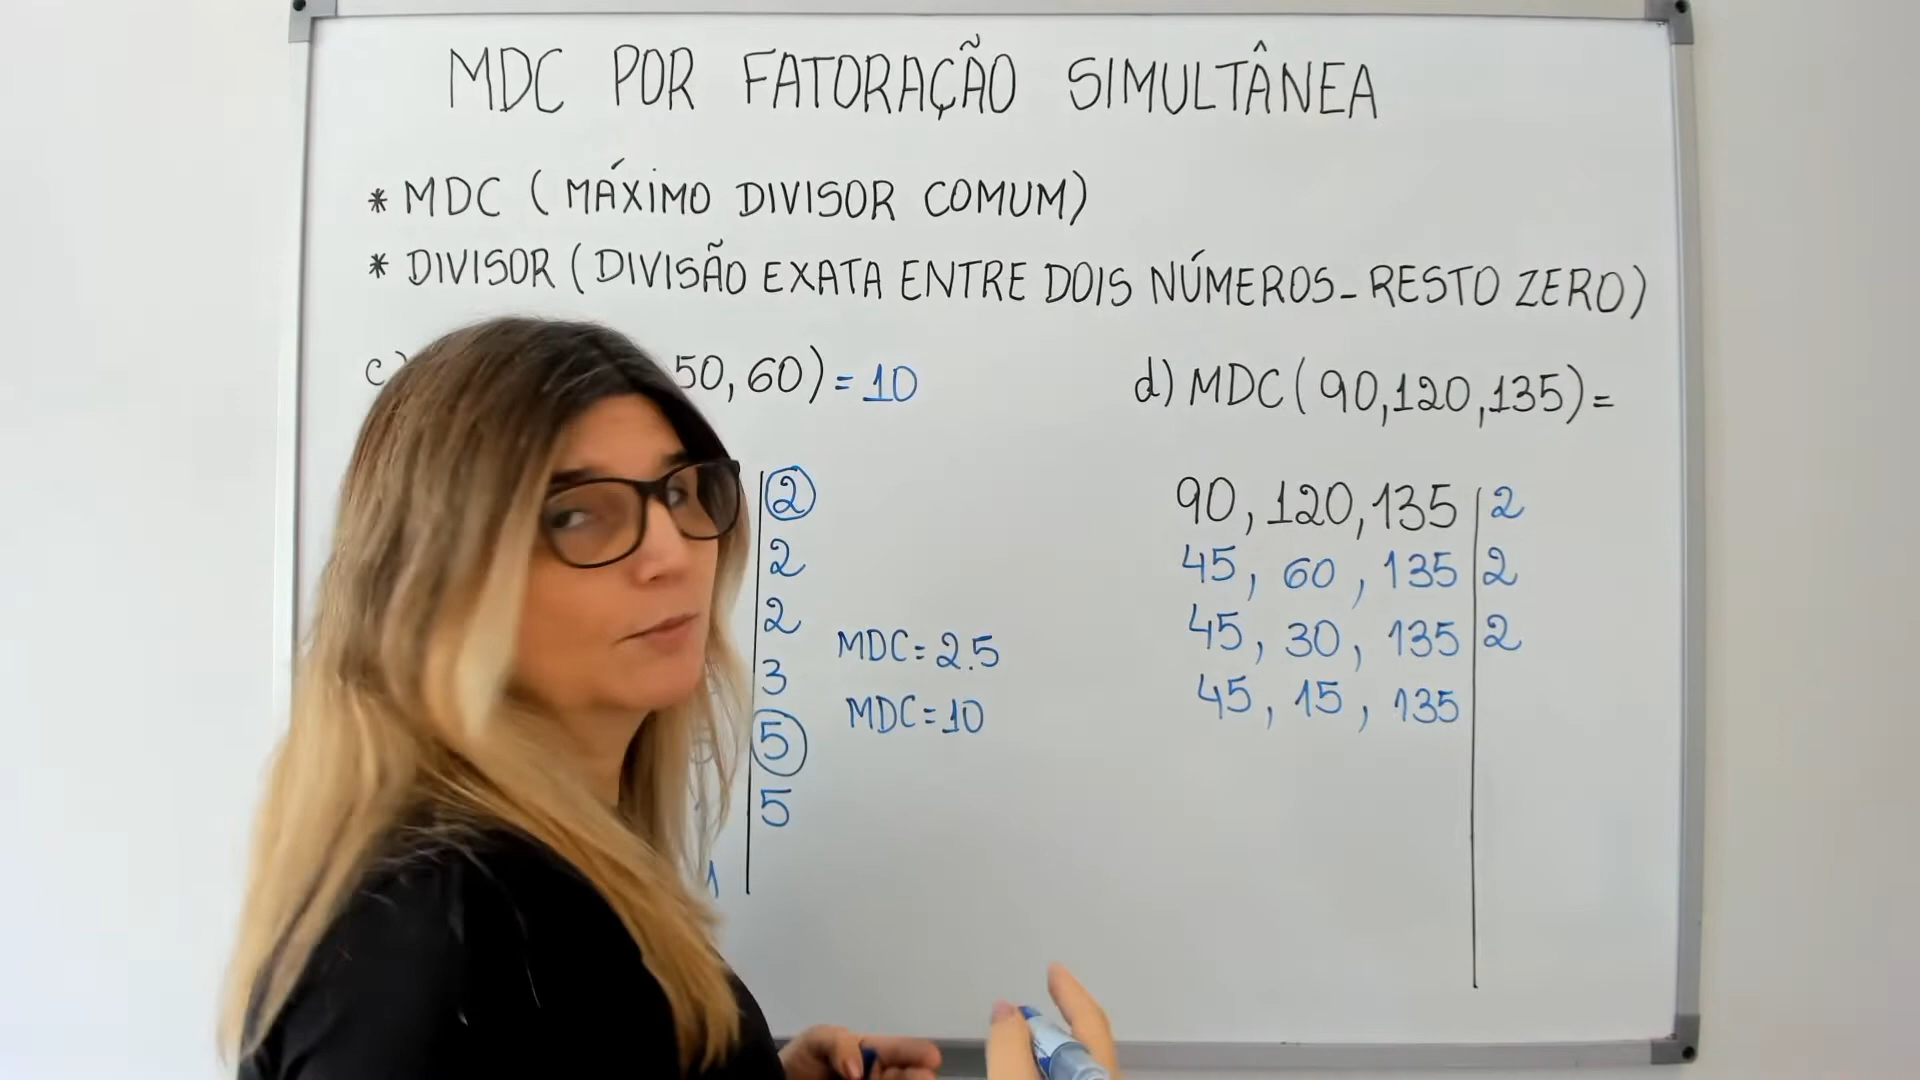 MDC POR FATORAÇÃO SIMULTÂNEA
* MDC ( MÁXIMO DIVISOR COMUM)
* DIVISOR ( DIVISÃO EXATA ENTRE DOIS NÚMEROS - RESTO ZERO )
c) 50, 60) = 10
2
2
2
3
5
5
1
MDC = 2.5
MDC = 10
d) MDC ( 90, 120, 135) =
90, 120, 135 | 2
45, 60, 135 | 2
45, 30, 135 | 2
45, 15, 135